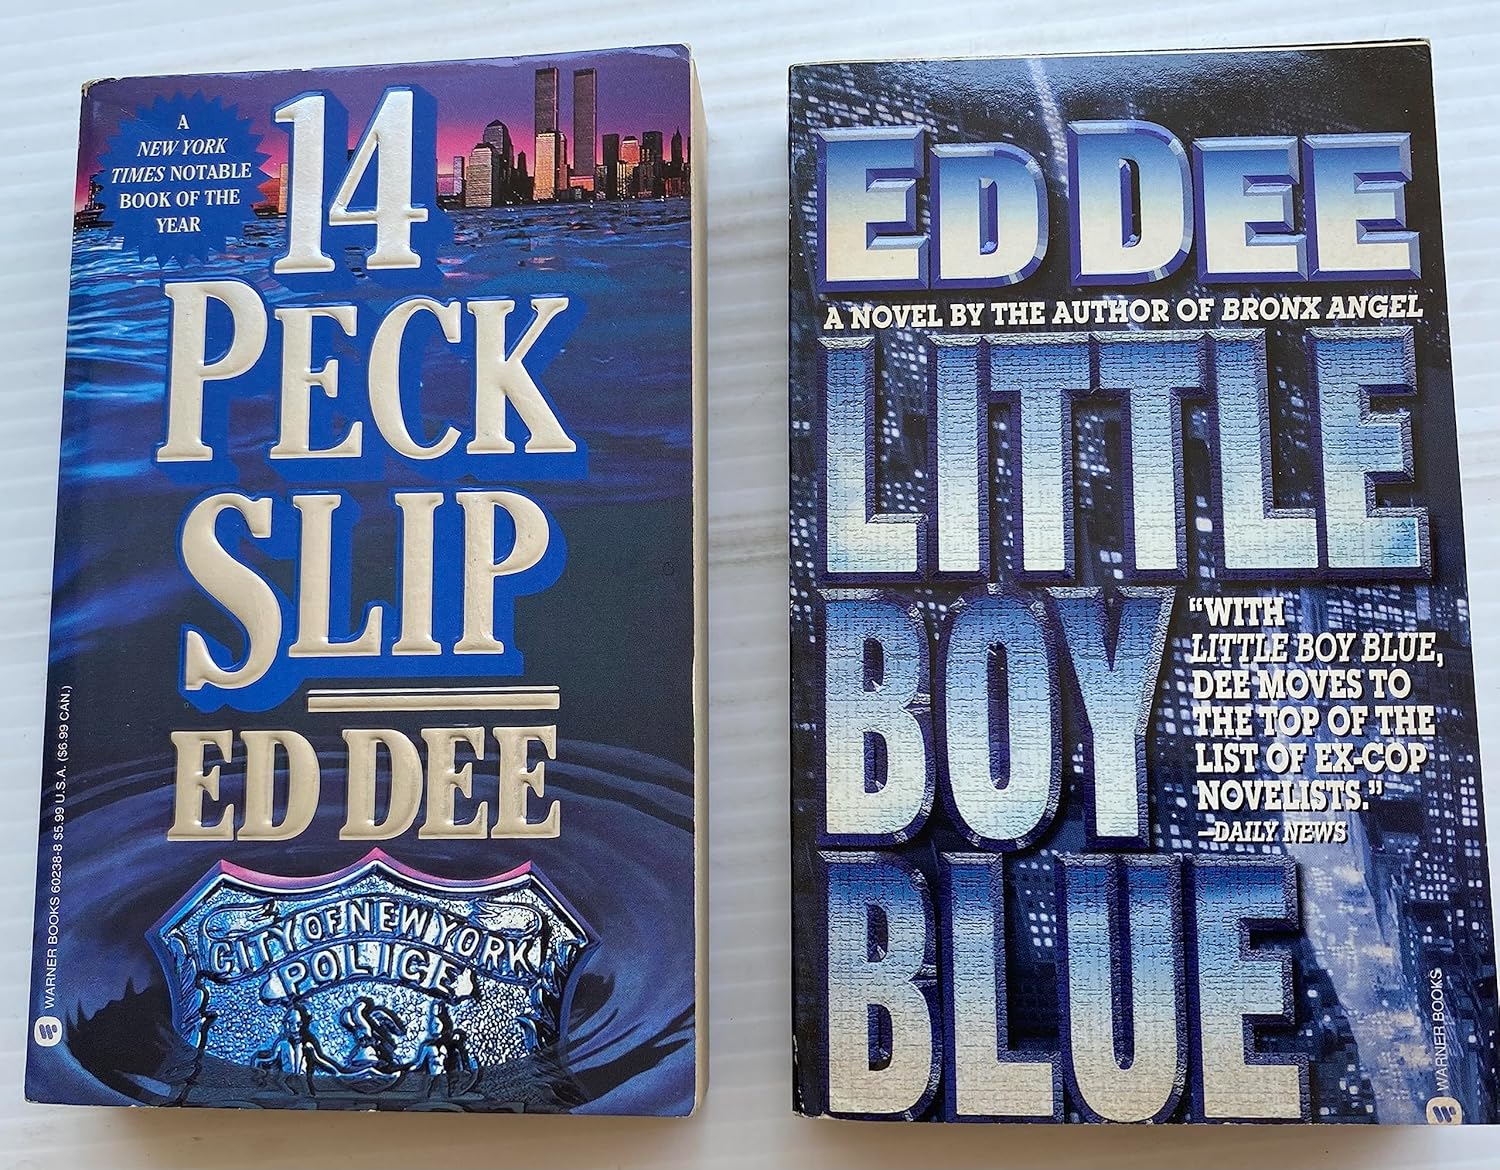 A
NEW YORK
TIMES NOTABLE
BOOK OF THE
YEAR
14
PECK
SLIP
ED DEE
CITY OF NEW YORK
POLICE
WARNER BOOKS 60238-8 $5.99 U.S.A. ($6.99 CAN.)
ED DEE
A NOVEL BY THE AUTHOR OF BRONX ANGEL
LITTLE
BOY
BLUE
“WITH
LITTLE BOY BLUE,
DEE MOVES TO
THE TOP OF THE
LIST OF EX-COP
NOVELISTS.”
—DAILY NEWS
WARNER BOOKS